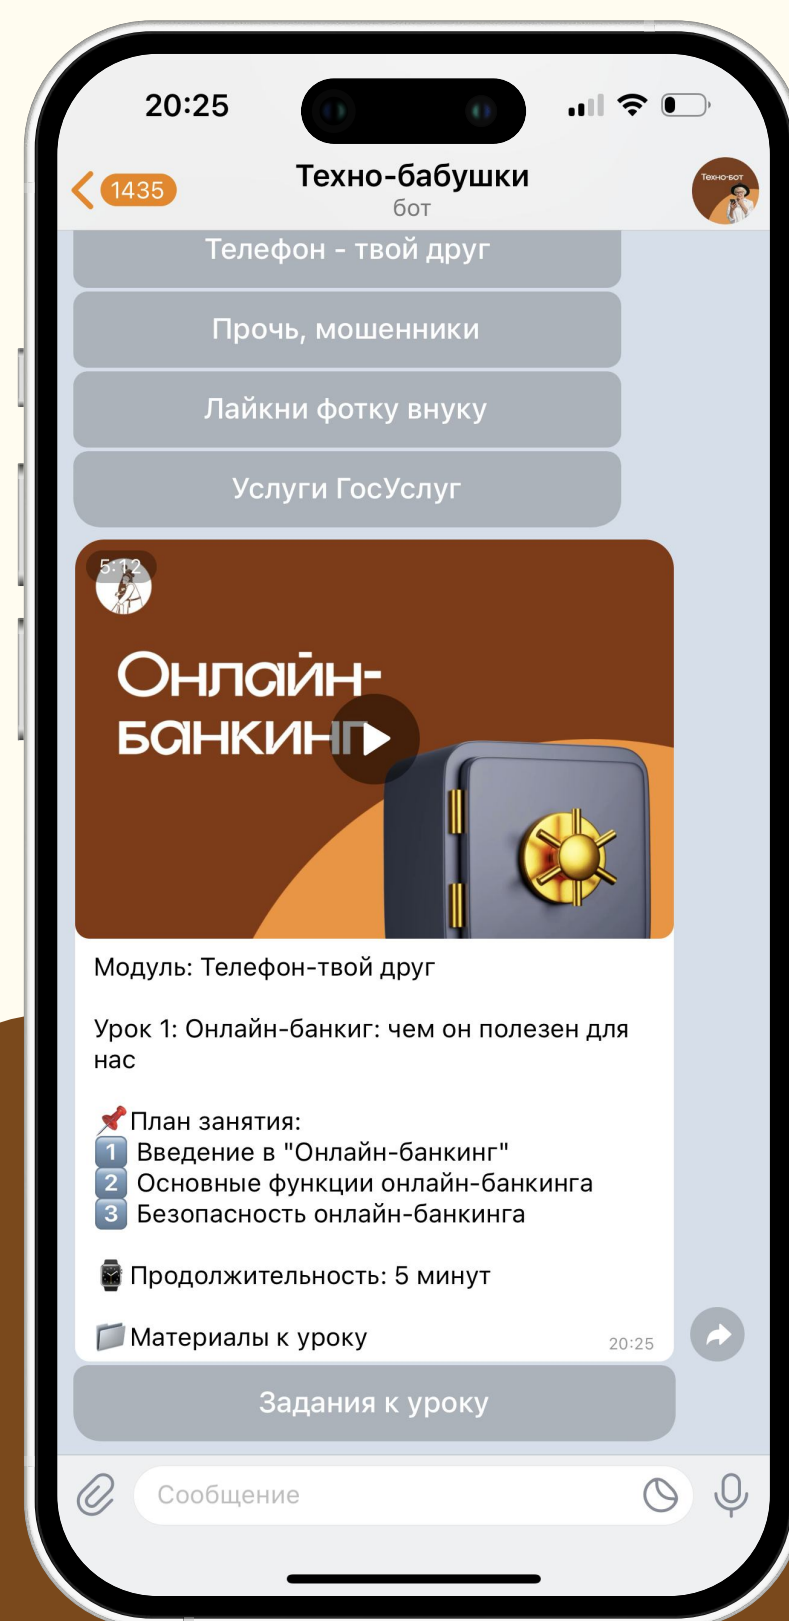 20:25
1435
Техно-бабушки
бот
Техно-бот
Телефон - твой друг
Прочь, мошенники
Лайкни фотку внуку
Услуги ГосУслуг
5:12
Онлайн-
банкинг
Модуль: Телефон-твой друг
Урок 1: Онлайн-банкиг: чем он полезен для
нас
📌План занятия:
1️⃣ Введение в "Онлайн-банкинг"
2️⃣ Основные функции онлайн-банкинга
3️⃣ Безопасность онлайн-банкинга
⌚Продолжительность: 5 минут
📁Материалы к уроку
20:25
Задания к уроку
Сообщение